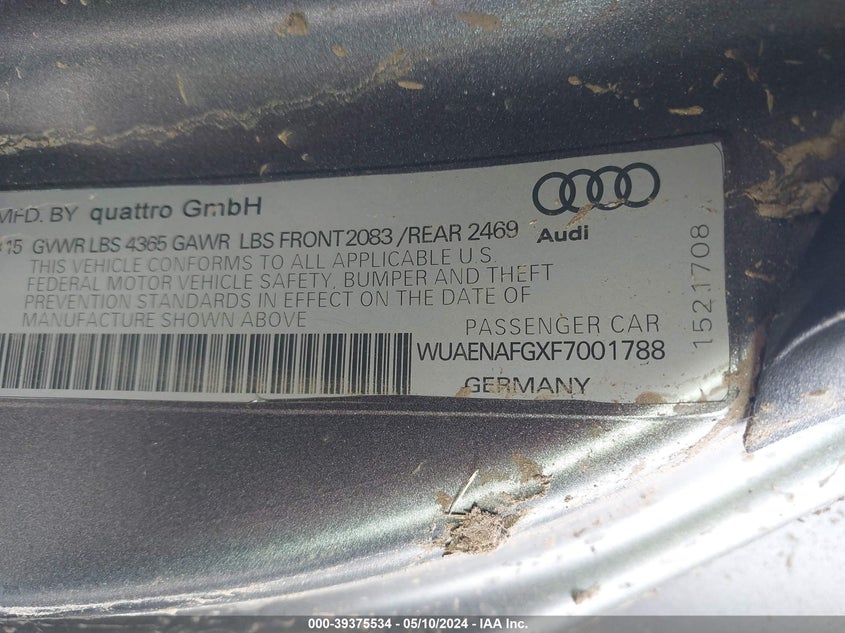 MFD. BY quattro GmbH
15 GVWR LBS 4365 GAWR LBS FRONT 2083 /REAR 2469
Audi
THIS VEHICLE CONFORMS TO ALL APPLICABLE U.S.
FEDERAL MOTOR VEHICLE SAFETY, BUMPER AND THEFT
PREVENTION STANDARDS IN EFFECT ON THE DATE OF
MANUFACTURE SHOWN ABOVE
PASSENGER CAR
WUAENAFGXF7001788
GERMANY
1521708
000-39375534 - 05/10/2024 - IAA Inc.